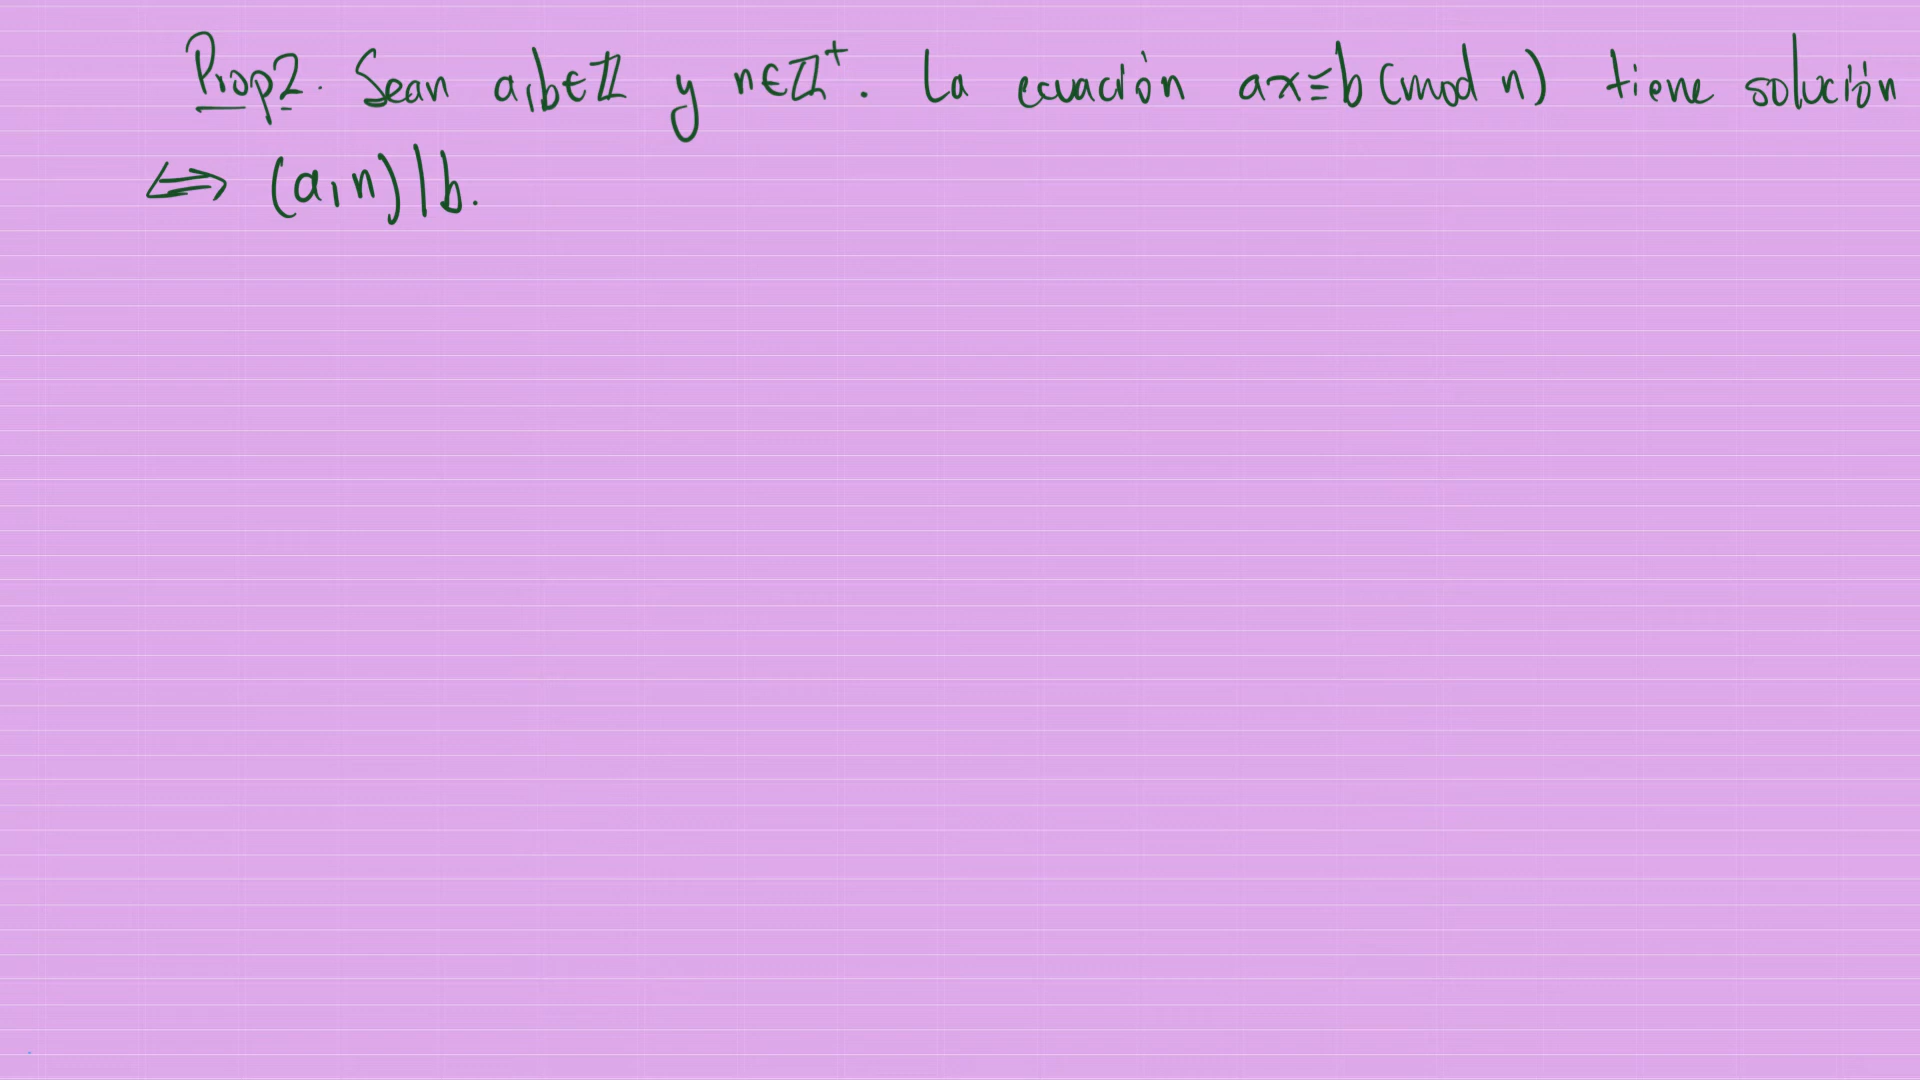 Prop2. Sean a,b∈ℤ y n∈ℤ⁺. La ecuación ax≡b (mod n) tiene solución
⟺ (a,n)|b.